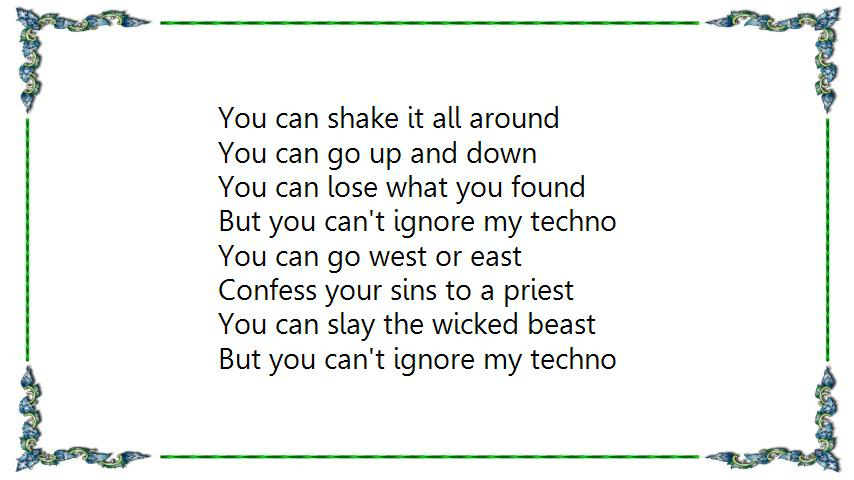 You can shake it all around
You can go up and down
You can lose what you found
But you can't ignore my techno
You can go west or east
Confess your sins to a priest
You can slay the wicked beast
But you can't ignore my techno